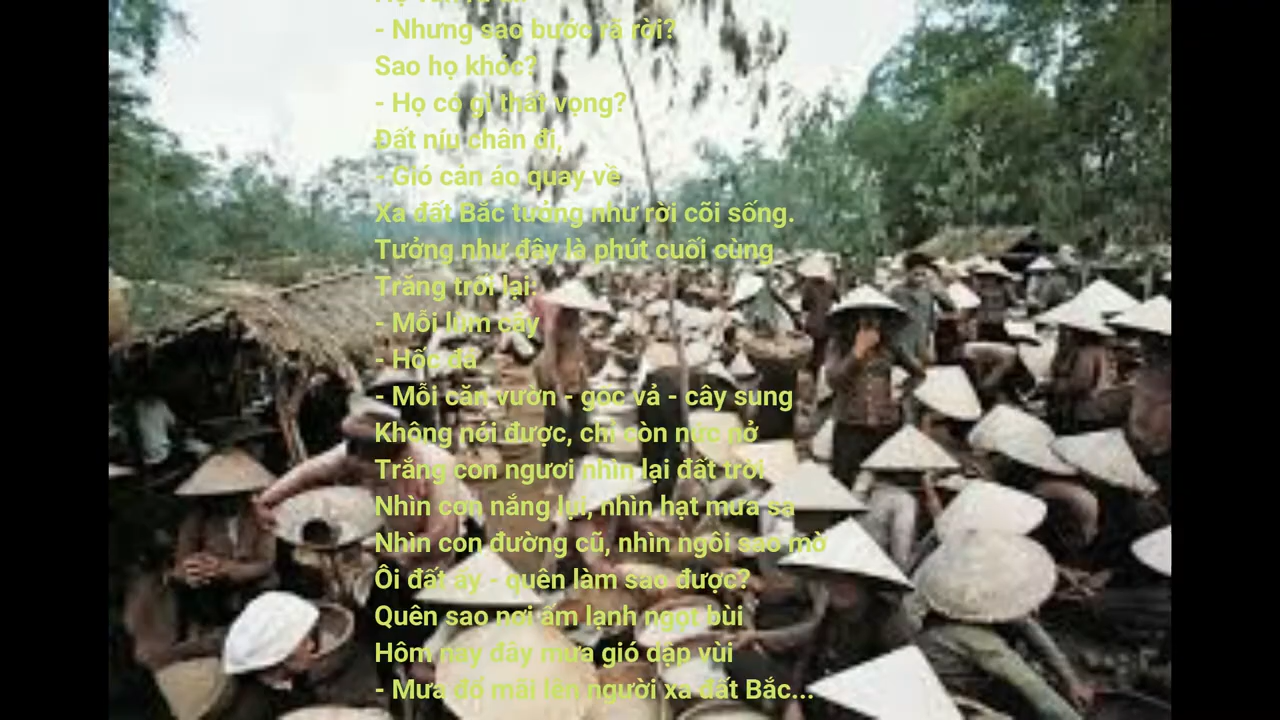 - Nhưng sao bước rã rời?
Sao họ khóc?
- Họ có gì thất vọng?
Đất níu chân đi,
- Gió cản áo quay về
Xa đất Bắc tưởng như rời cõi sống.
Tưởng như đây là phút cuối cùng
Trăng trối lại:
- Mỗi lùm cây
- Hốc đá
- Mỗi căn vườn - gốc vả - cây sung
Không nói được, chỉ còn nức nở
Trắng con ngươi nhìn lại đất trời
Nhìn cơn nắng lụi, nhìn hạt mưa sa
Nhìn con đường cũ, nhìn ngôi sao mờ
Ôi đất ấy - quên làm sao được?
Quên sao nơi ấm lạnh ngọt bùi
Hôm nay đây mưa gió dập vùi
- Mưa đổ mãi lên người xa đất Bắc...